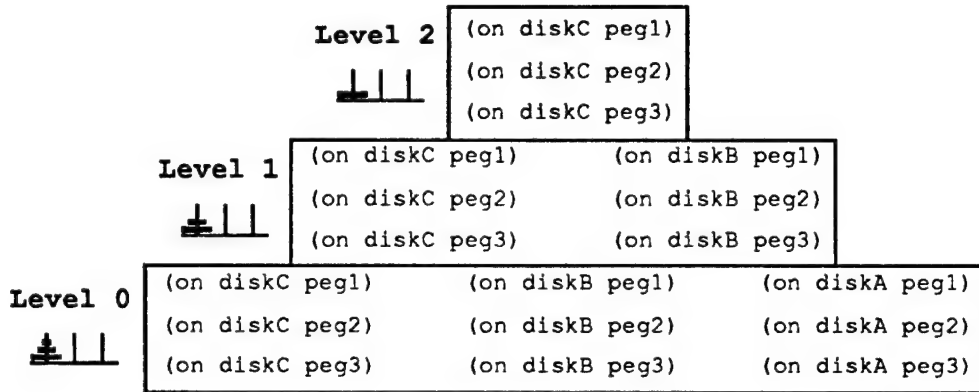 Level 2
(on diskC peg1)
(on diskC peg2)
(on diskC peg3)
Level 1
(on diskC peg1) (on diskB peg1)
(on diskC peg2) (on diskB peg2)
(on diskC peg3) (on diskB peg3)
Level 0
(on diskC peg1) (on diskB peg1) (on diskA peg1)
(on diskC peg2) (on diskB peg2) (on diskA peg2)
(on diskC peg3) (on diskB peg3) (on diskA peg3)